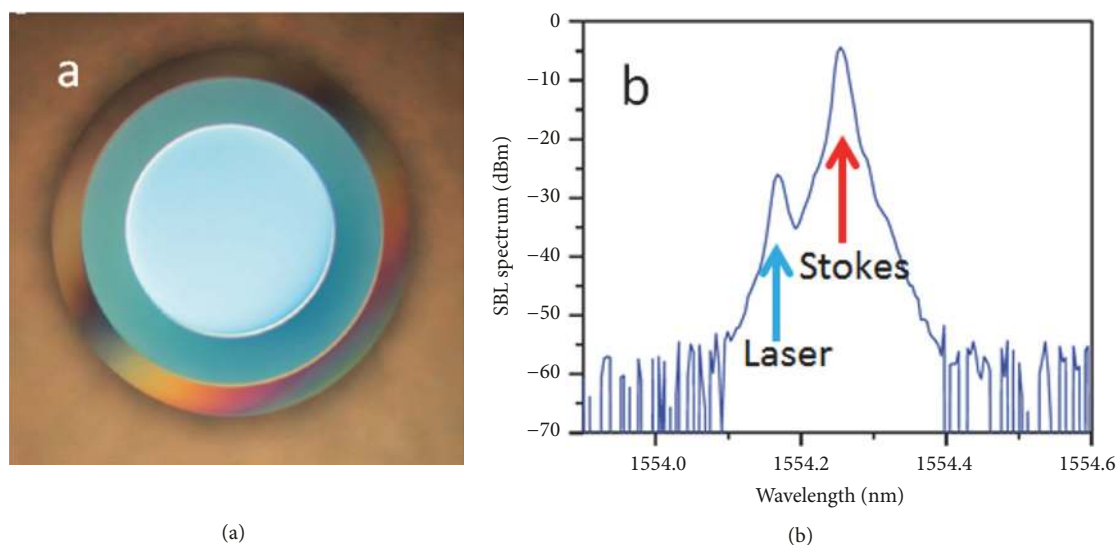 a
b
SBL spectrum (dBm)
0
−10
−20
−30
−40
−50
−60
−70
Stokes
Laser
1554.0 1554.2 1554.4 1554.6
Wavelength (nm)
(a) (b)